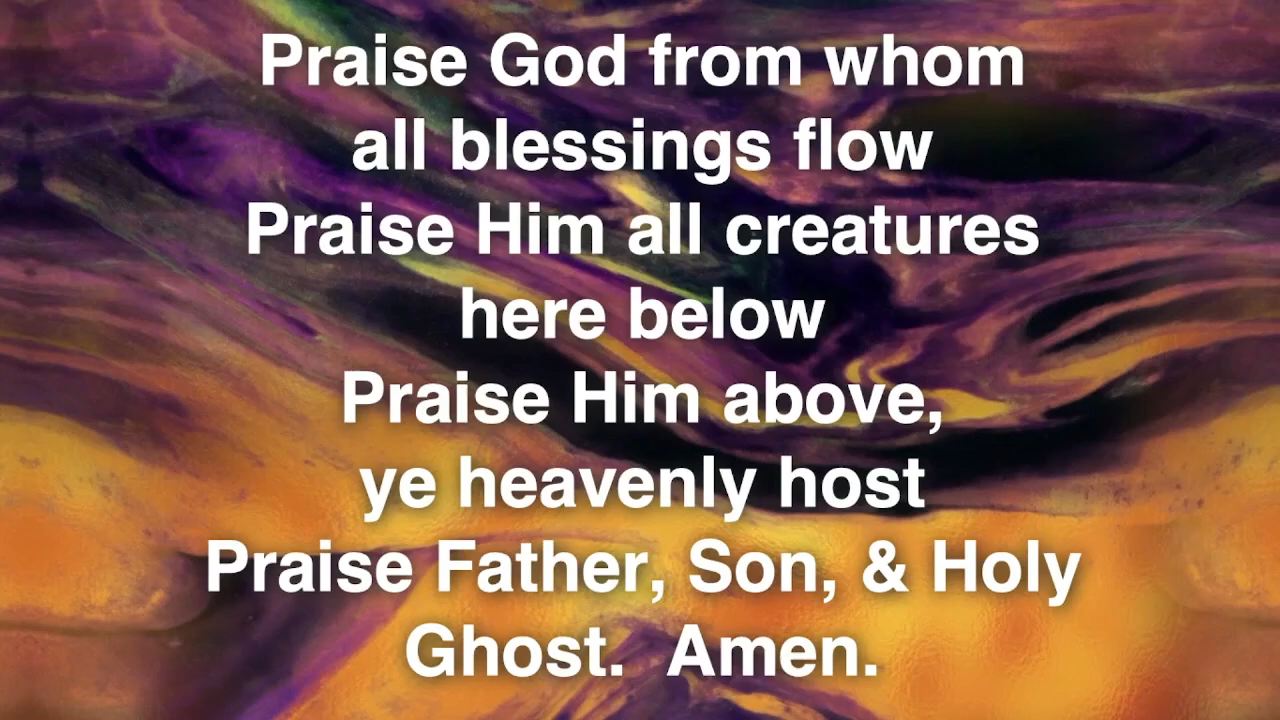 Praise God from whom
all blessings flow
Praise Him all creatures
here below
Praise Him above,
ye heavenly host
Praise Father, Son, & Holy
Ghost.  Amen.